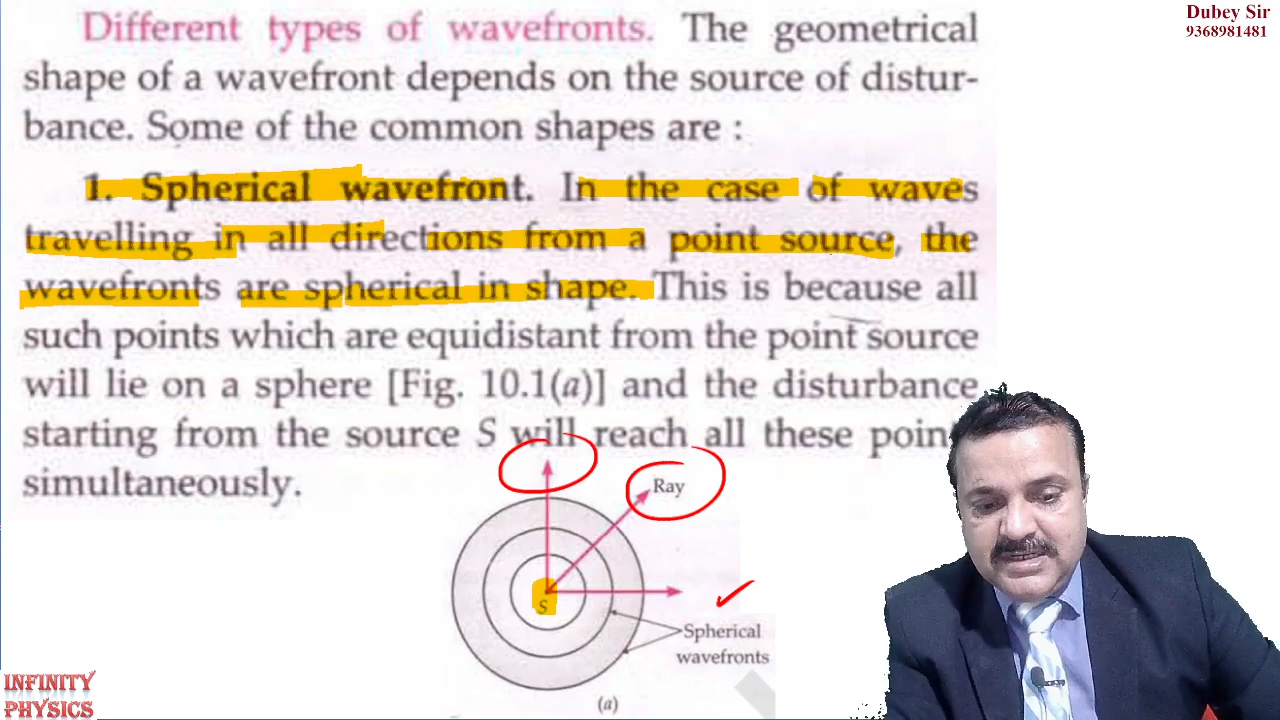 Dubey Sir
9368981481
Different types of wavefronts. The geometrical
shape of a wavefront depends on the source of distur-
bance. Some of the common shapes are :
1. Spherical wavefront. In the case of waves
travelling in all directions from a point source, the
wavefronts are spherical in shape. This is because all
such points which are equidistant from the point source
will lie on a sphere [Fig. 10.1(a)] and the disturbance
starting from the source S will reach all these poin
simultaneously.
Ray
S
Spherical
wavefronts
(a)
INFINITY
PHYSICS